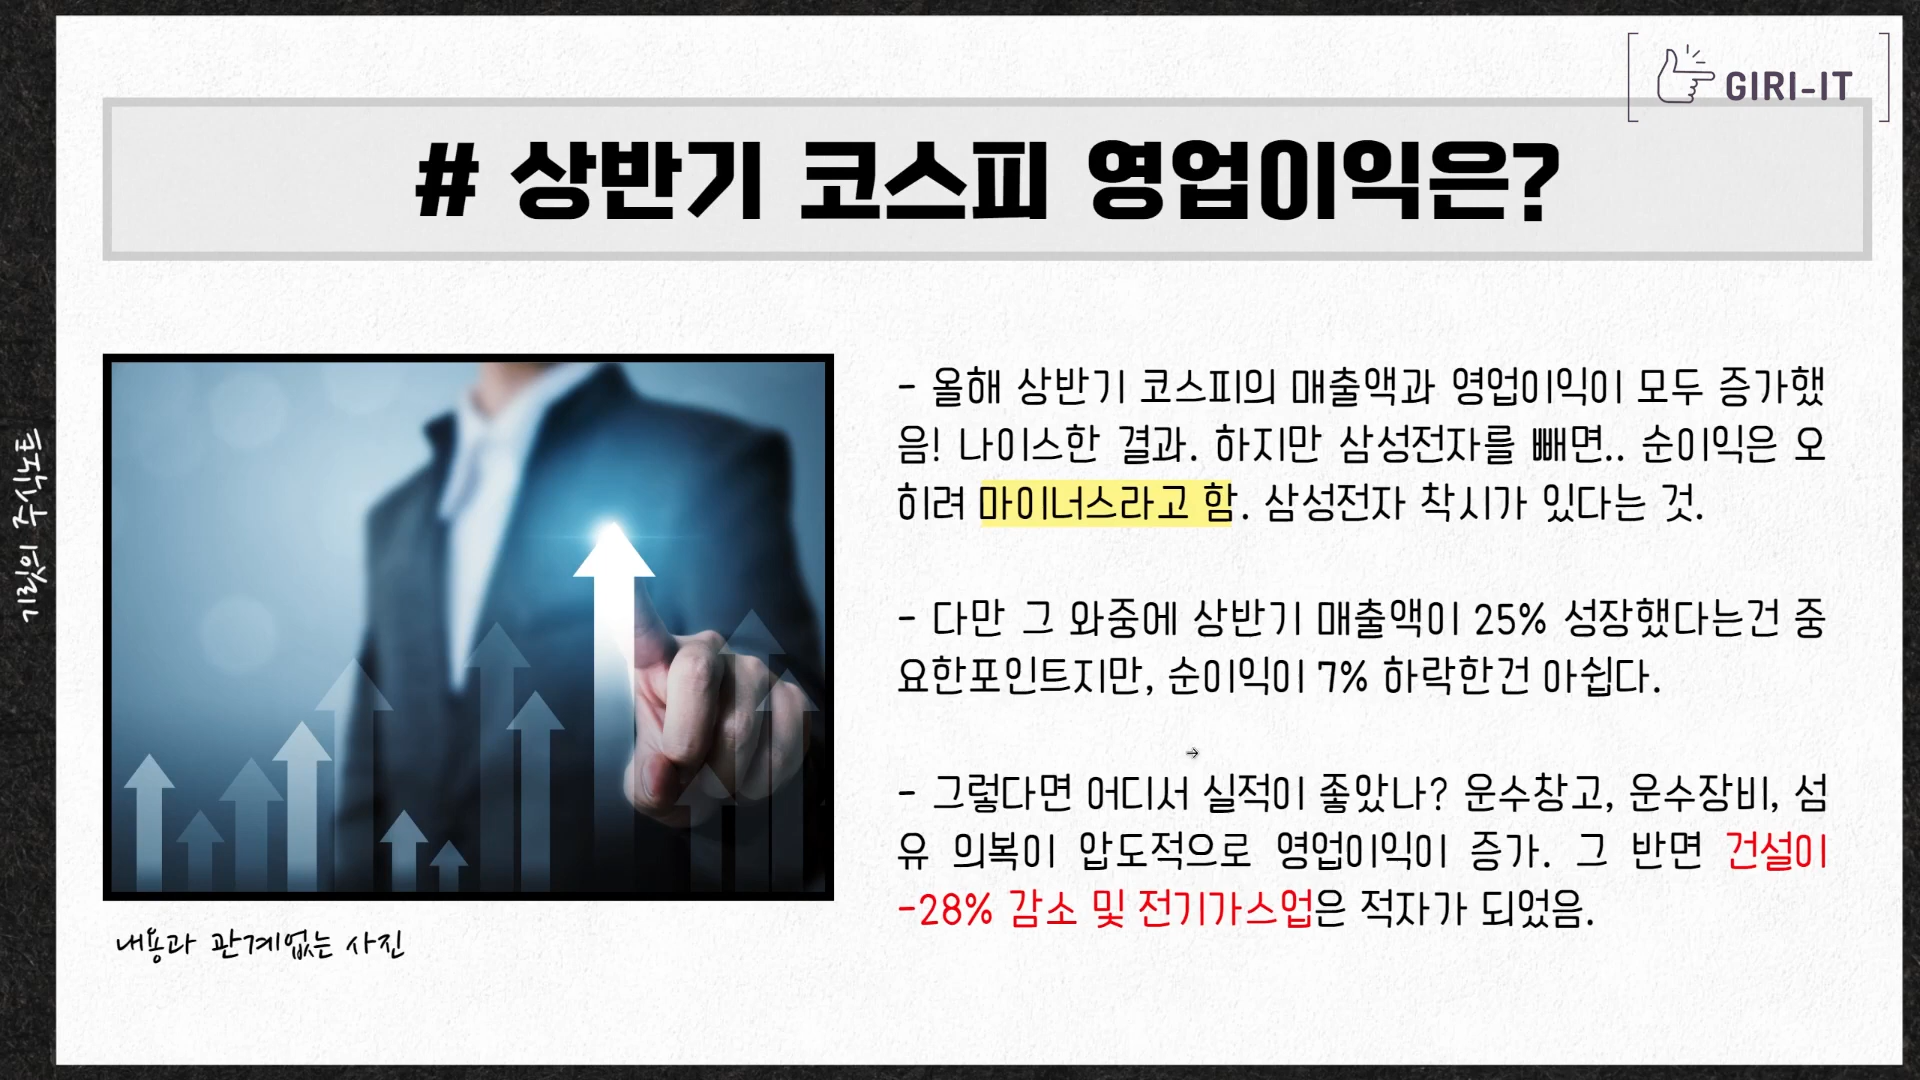 GIRI-IT
# 상반기 코스피 영업이익은?
- 올해 상반기 코스피의 매출액과 영업이익이 모두 증가했
음! 나이스한 결과. 하지만 삼성전자를 빼면.. 순이익은 오
히려 마이너스라고 함. 삼성전자 착시가 있다는 것.
- 다만 그 와중에 상반기 매출액이 25% 성장했다는건 중
요한포인트지만, 순이익이 7% 하락한건 아쉽다.
- 그렇다면 어디서 실적이 좋았나? 운수창고, 운수장비, 섬
유 의복이 압도적으로 영업이익이 증가. 그 반면 건설이
-28% 감소 및 전기가스업은 적자가 되었음.
내용과 관계없는 사진
기릿의 주식노트